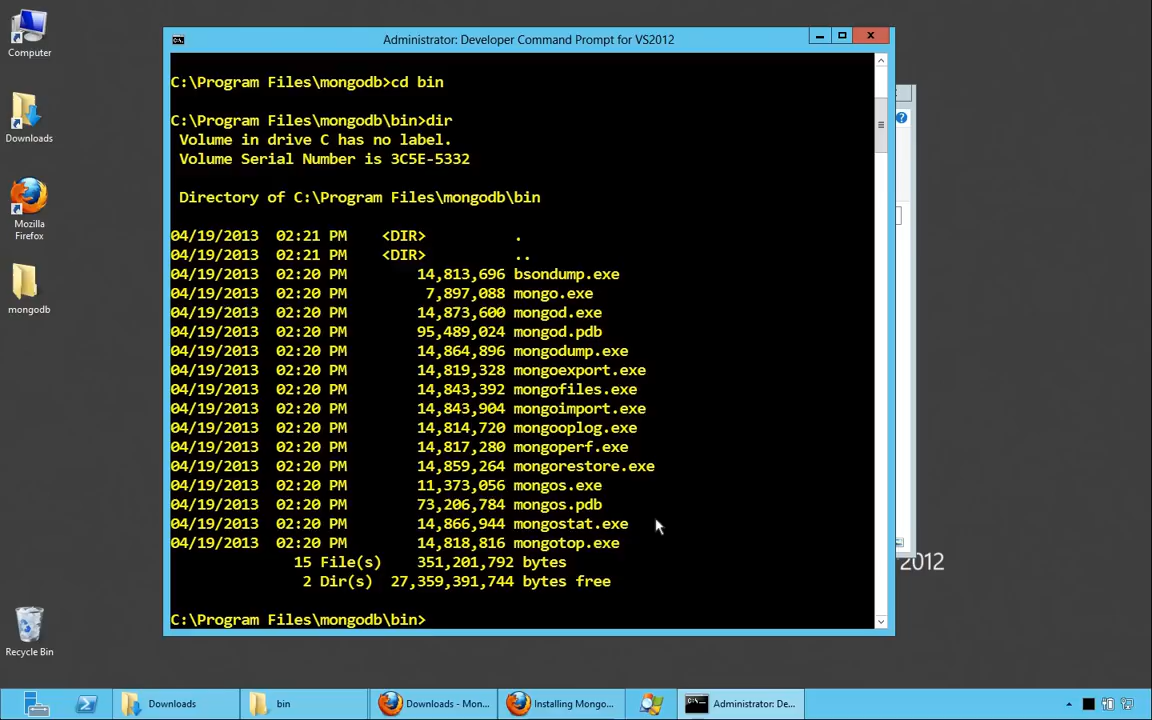 Computer
Downloads
Mozilla
Firefox
mongodb
Recycle Bin
Administrator: Developer Command Prompt for VS2012
C:\Program Files\mongodb>cd bin
C:\Program Files\mongodb\bin>dir
Volume in drive C has no label.
Volume Serial Number is 3C5E-5332
Directory of C:\Program Files\mongodb\bin
04/19/2013 02:21 PM <DIR> .
04/19/2013 02:21 PM <DIR> ..
04/19/2013 02:20 PM 14,813,696 bsondump.exe
04/19/2013 02:20 PM 7,897,088 mongo.exe
04/19/2013 02:20 PM 14,873,600 mongod.exe
04/19/2013 02:20 PM 95,489,024 mongod.pdb
04/19/2013 02:20 PM 14,864,896 mongodump.exe
04/19/2013 02:20 PM 14,819,328 mongoexport.exe
04/19/2013 02:20 PM 14,843,392 mongofiles.exe
04/19/2013 02:20 PM 14,843,904 mongoimport.exe
04/19/2013 02:20 PM 14,814,720 mongooplog.exe
04/19/2013 02:20 PM 14,817,280 mongoperf.exe
04/19/2013 02:20 PM 14,859,264 mongorestore.exe
04/19/2013 02:20 PM 11,373,056 mongos.exe
04/19/2013 02:20 PM 73,206,784 mongos.pdb
04/19/2013 02:20 PM 14,866,944 mongostat.exe
04/19/2013 02:20 PM 14,818,816 mongotop.exe
15 File(s) 351,201,792 bytes
2 Dir(s) 27,359,391,744 bytes free
C:\Program Files\mongodb\bin>
2012
Downloads
bin
Downloads - Mon...
Installing Mongo...
Administrator: De...